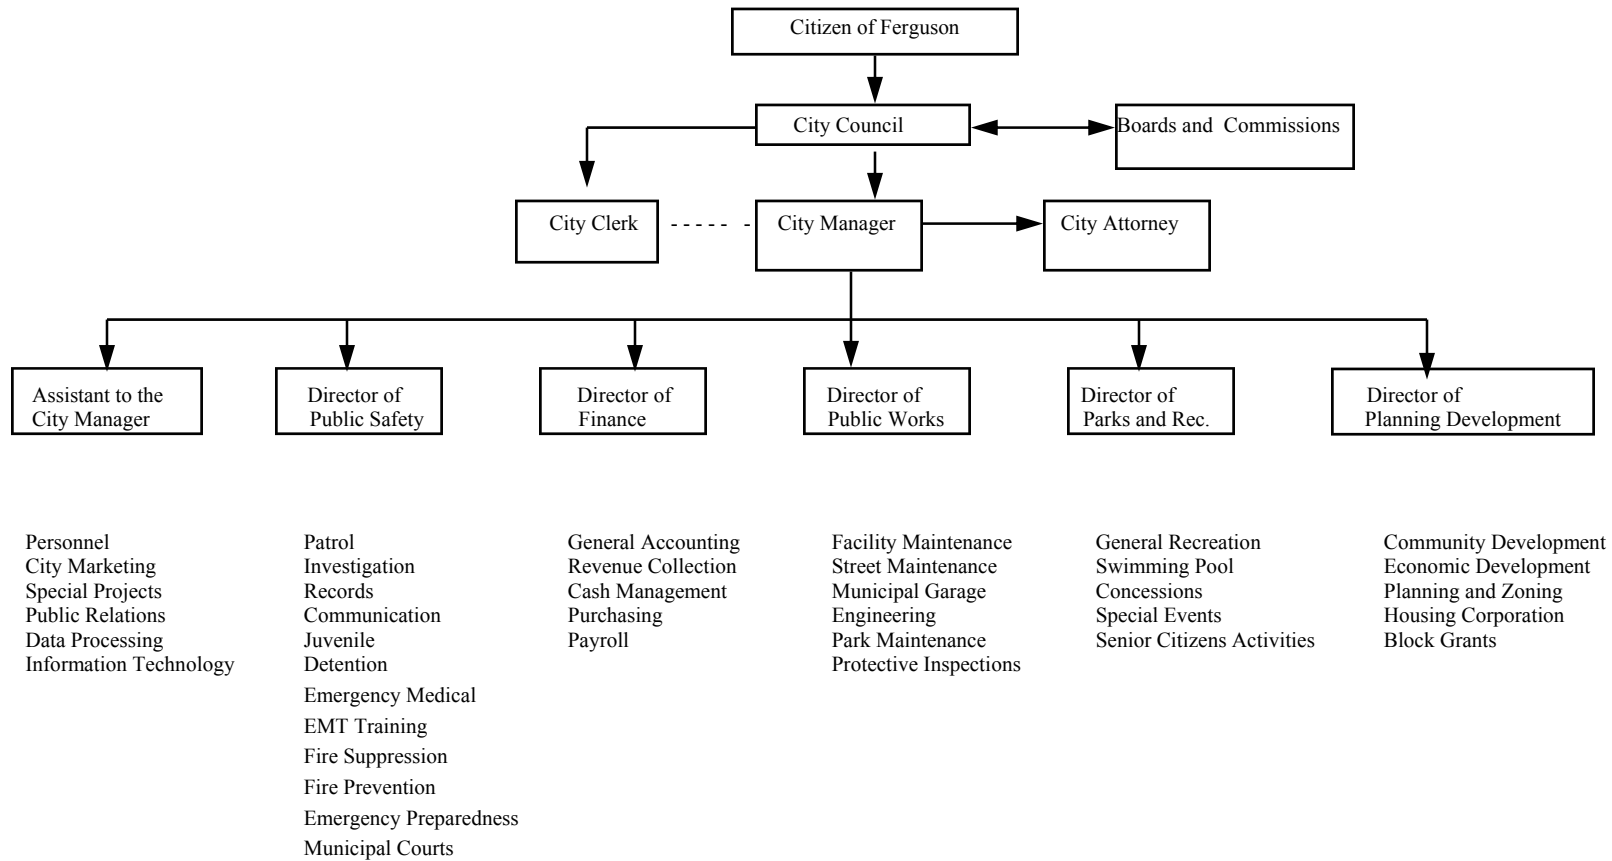 Citizen of Ferguson
City Council
Boards and Commissions
City Clerk
City Manager
City Attorney
Assistant to the
City Manager
Director of
Public Safety
Director of
Finance
Director of
Public Works
Director of
Parks and Rec.
Director of
Planning Development
Personnel
City Marketing
Special Projects
Public Relations
Data Processing
Information Technology
Patrol
Investigation
Records
Communication
Juvenile
Detention
Emergency Medical
EMT Training
Fire Suppression
Fire Prevention
Emergency Preparedness
Municipal Courts
General Accounting
Revenue Collection
Cash Management
Purchasing
Payroll
Facility Maintenance
Street Maintenance
Municipal Garage
Engineering
Park Maintenance
Protective Inspections
General Recreation
Swimming Pool
Concessions
Special Events
Senior Citizens Activities
Community Development
Economic Development
Planning and Zoning
Housing Corporation
Block Grants